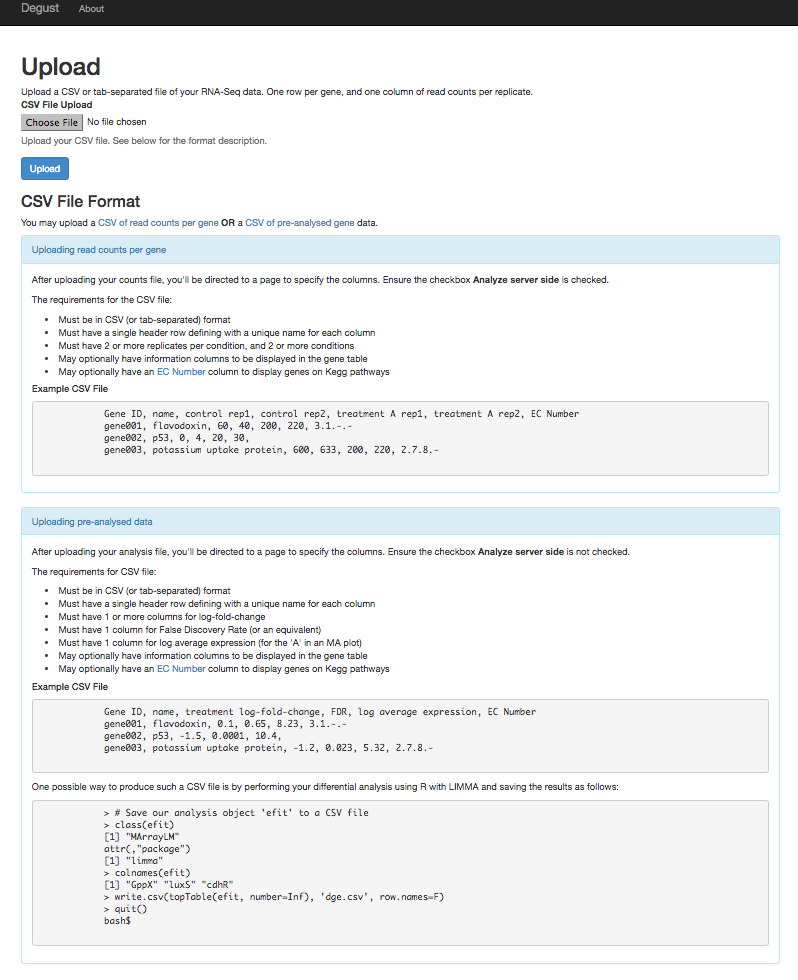 Degust About
Upload
Upload a CSV or tab-separated file of your RNA-Seq data. One row per gene, and one column of read counts per replicate.
CSV File Upload
Choose File No file chosen
Upload your CSV file. See below for the format description.
Upload
CSV File Format
You may upload a CSV of read counts per gene OR a CSV of pre-analysed gene data.
Uploading read counts per gene
After uploading your counts file, you'll be directed to a page to specify the columns. Ensure the checkbox Analyze server side is checked.
The requirements for the CSV file:
• Must be in CSV (or tab-separated) format
• Must have a single header row defining with a unique name for each column
• Must have 2 or more replicates per condition, and 2 or more conditions
• May optionally have information columns to be displayed in the gene table
• May optionally have an EC Number column to display genes on Kegg pathways
Example CSV File
Gene ID, name, control rep1, control rep2, treatment A rep1, treatment A rep2, EC Number
gene001, flavodoxin, 60, 40, 200, 220, 3.1.-.-
gene002, p53, 0, 4, 20, 30,
gene003, potassium uptake protein, 600, 633, 200, 220, 2.7.8.-
Uploading pre-analysed data
After uploading your analysis file, you'll be directed to a page to specify the columns. Ensure the checkbox Analyze server side is not checked.
The requirements for CSV file:
• Must be in CSV (or tab-separated) format
• Must have a single header row defining with a unique name for each column
• Must have 1 or more columns for log-fold-change
• Must have 1 column for False Discovery Rate (or an equivalent)
• Must have 1 column for log average expression (for the 'A' in an MA plot)
• May optionally have information columns to be displayed in the gene table
• May optionally have an EC Number column to display genes on Kegg pathways
Example CSV File
Gene ID, name, treatment log-fold-change, FDR, log average expression, EC Number
gene001, flavodoxin, 0.1, 0.65, 8.23, 3.1.-.-
gene002, p53, -1.5, 0.0001, 10.4,
gene003, potassium uptake protein, -1.2, 0.023, 5.32, 2.7.8.-
One possible way to produce such a CSV file is by performing your differential analysis using R with LIMMA and saving the results as follows:
> # Save our analysis object 'efit' to a CSV file
> class(efit)
[1] "MArrayLM"
attr(,"package")
[1] "limma"
> colnames(efit)
[1] "GppX" "luxS" "cdhR"
> write.csv(topTable(efit, number=Inf), 'dge.csv', row.names=F)
> quit()
bash$